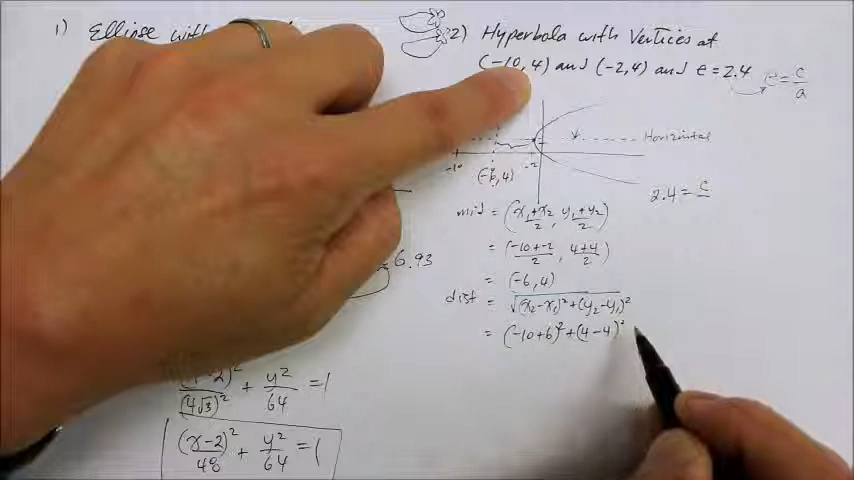 1) Ellipse with
≈ 6.93
(4√3)² + y²/64 = 1
(x-2)²/48 + y²/64 = 1
2) Hyperbola with Vertices at
(-10, 4) and (-2, 4) and e = 2.4
e = c/a
Horizontal
-10
-2
(-6, 4)
2.4 = c
mid = (x₁+x₂/2, y₁+y₂/2)
= (-10+-2/2, 4+4/2)
= (-6, 4)
dist = √(x₂-x₁)²+(y₂-y₁)²
= (-10+6)²+(4-4)²